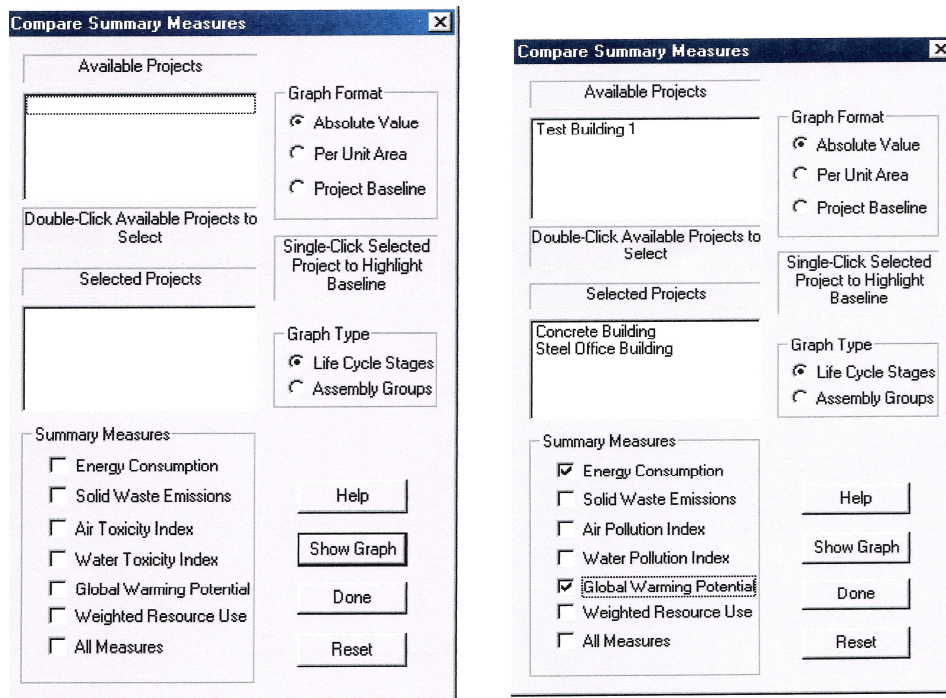 Compare Summary Measures
Available Projects
Double-Click Available Projects to
Select
Selected Projects
Graph Format
Absolute Value
Per Unit Area
Project Baseline
Single-Click Selected
Project to Highlight
Baseline
Graph Type
Life Cycle Stages
Assembly Groups
Summary Measures
Energy Consumption
Solid Waste Emissions
Air Toxicity Index
Water Toxicity Index
Global Warming Potential
Weighted Resource Use
All Measures
Help
Show Graph
Done
Reset
Compare Summary Measures
Available Projects
Test Building 1
Double-Click Available Projects to
Select
Selected Projects
Concrete Building
Steel Office Building
Graph Format
Absolute Value
Per Unit Area
Project Baseline
Single-Click Selected
Project to Highlight
Baseline
Graph Type
Life Cycle Stages
Assembly Groups
Summary Measures
Energy Consumption
Solid Waste Emissions
Air Pollution Index
Water Pollution Index
Global Warming Potential
Weighted Resource Use
All Measures
Help
Show Graph
Done
Reset